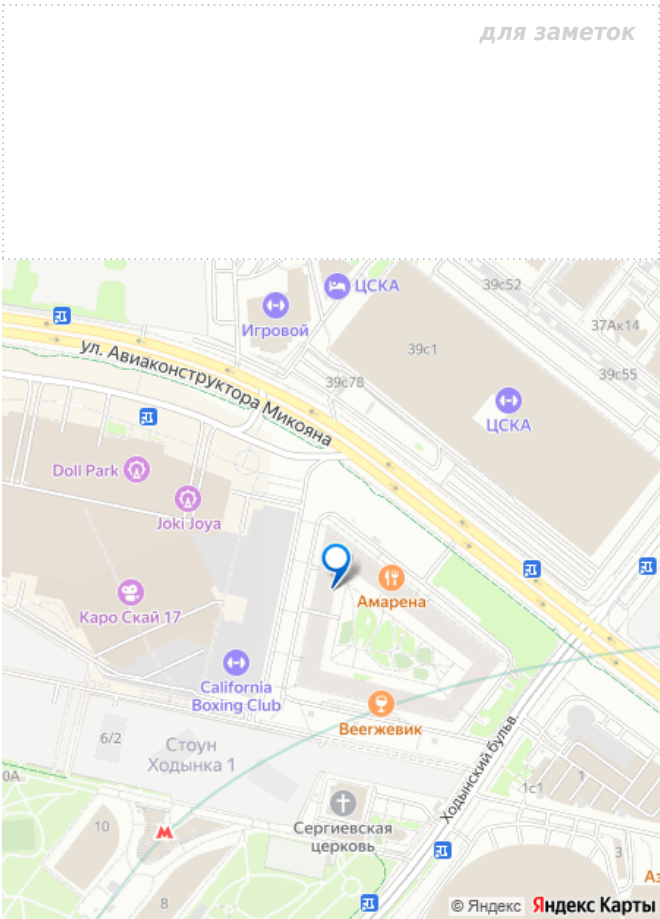 для заметок
39с52
ЦСКА
Игровой
37Ак14
39с1
ул. Авиаконструктора Микояна
39с78
39с55
ЦСКА
Doll Park
Joki Joya
Амарена
Каро Скай 17
California
Boxing Club
Beerжевик
Ходынский бульв.
6/2
Стоун
Ходынка 1
0А
1
1с1
10
Сергиевская
церковь
3
8
Аз
© Яндекс Яндекс Карты